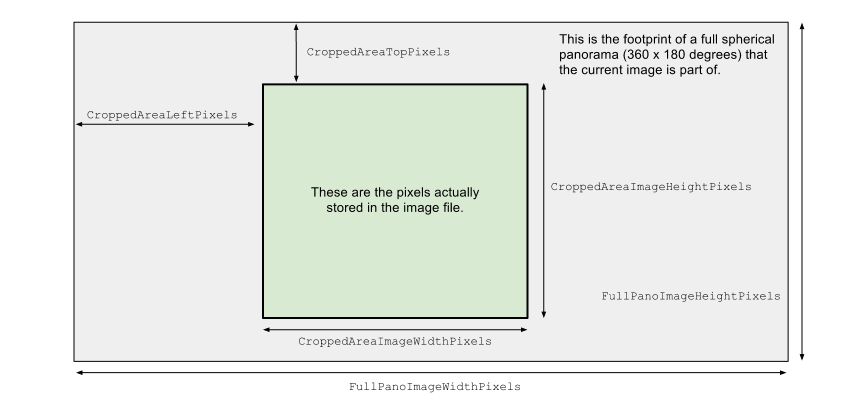 CroppedAreaTopPixels
This is the footprint of a full spherical
panorama (360 x 180 degrees) that
the current image is part of.
CroppedAreaLeftPixels
These are the pixels actually
stored in the image file.
CroppedAreaImageHeightPixels
FullPanoImageHeightPixels
CroppedAreaImageWidthPixels
FullPanoImageWidthPixels